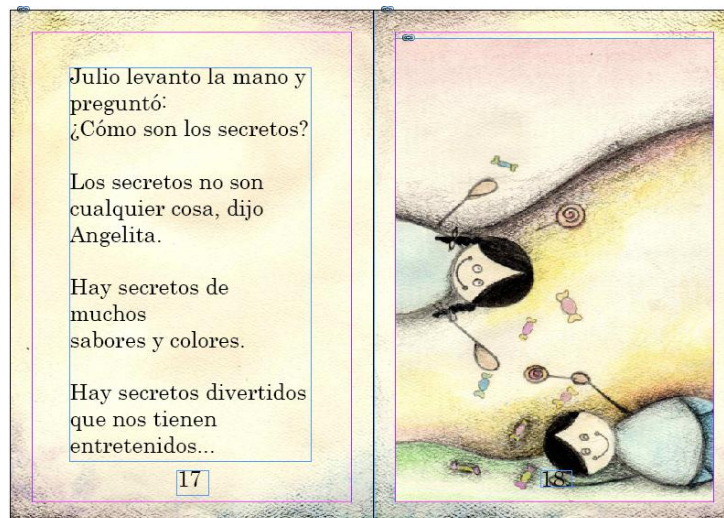 Julio levanto la mano y
preguntó:
¿Cómo son los secretos?
Los secretos no son
cualquier cosa, dijo
Angelita.
Hay secretos de
muchos
sabores y colores.
Hay secretos divertidos
que nos tienen
entretenidos...
17
18